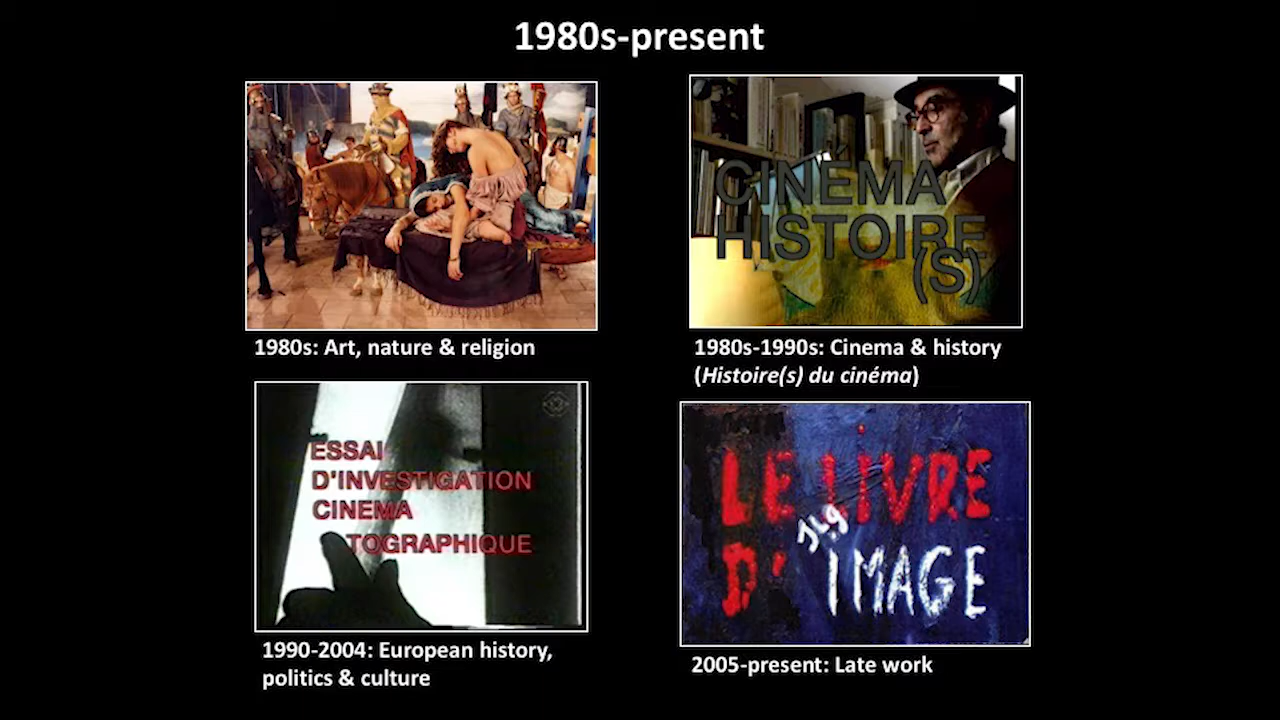 1980s-present
CINÉMA
HISTOIRE
(S)
1980s: Art, nature & religion
1980s-1990s: Cinema & history
(Histoire(s) du cinéma)
ESSAI
D'INVESTIGATION
CINEMA
TOGRAPHIQUE
LE LIVRE
JLG
D' IMAGE
1990-2004: European history,
politics & culture
2005-present: Late work